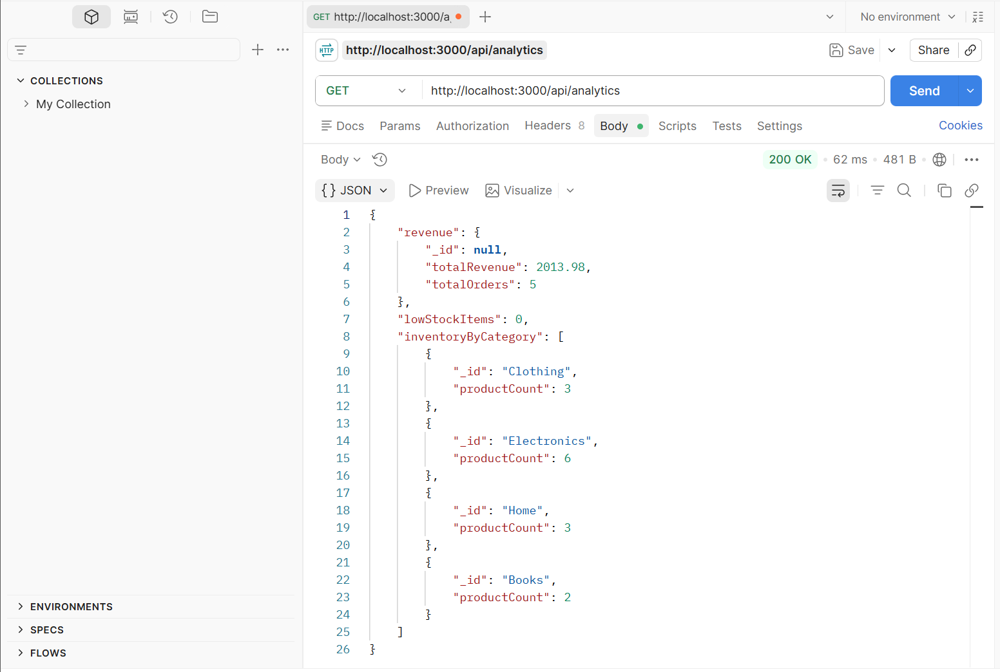 GET http://localhost:3000/a
No environment
HTTP http://localhost:3000/api/analytics
Save
Share
COLLECTIONS
My Collection
GET http://localhost:3000/api/analytics
Send
Docs Params Authorization Headers 8 Body Scripts Tests Settings Cookies
Body 200 OK 62 ms 481 B
{} JSON Preview Visualize
1 {
2 "revenue": {
3 "_id": null,
4 "totalRevenue": 2013.98,
5 "totalOrders": 5
6 },
7 "lowStockItems": 0,
8 "inventoryByCategory": [
9 {
10 "_id": "Clothing",
11 "productCount": 3
12 },
13 {
14 "_id": "Electronics",
15 "productCount": 6
16 },
17 {
18 "_id": "Home",
19 "productCount": 3
20 },
21 {
22 "_id": "Books",
23 "productCount": 2
24 }
25 ]
26 }
ENVIRONMENTS
SPECS
FLOWS